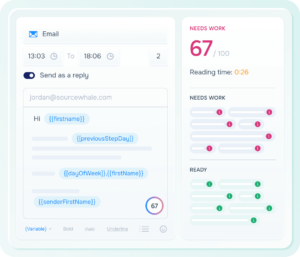 Email
13:03 To 18:06 2
Send as a reply
jordan@sourcewhale.com
Hi {{firstname}}
{{previousStepDay}}
{{dayOfWeek}},{{firstName}}
{{senderFirstName}}
67
{Variable} Bold Italic Underline
NEEDS WORK
67 / 100
Reading time: 0:26
NEEDS WORK
READY